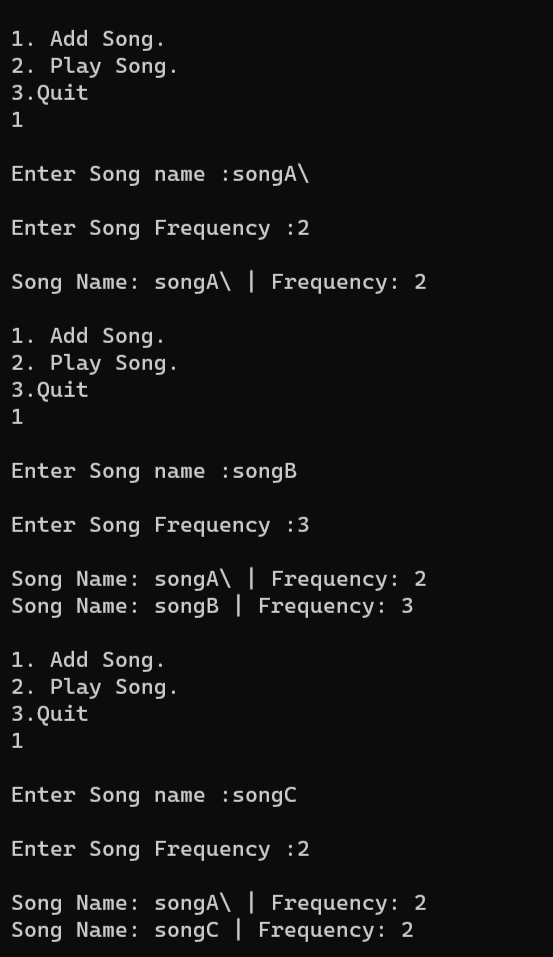 1. Add Song.
2. Play Song.
3.Quit
1
Enter Song name :songA\
Enter Song Frequency :2
Song Name: songA\ | Frequency: 2
1. Add Song.
2. Play Song.
3.Quit
1
Enter Song name :songB
Enter Song Frequency :3
Song Name: songA\ | Frequency: 2
Song Name: songB | Frequency: 3
1. Add Song.
2. Play Song.
3.Quit
1
Enter Song name :songC
Enter Song Frequency :2
Song Name: songA\ | Frequency: 2
Song Name: songC | Frequency: 2